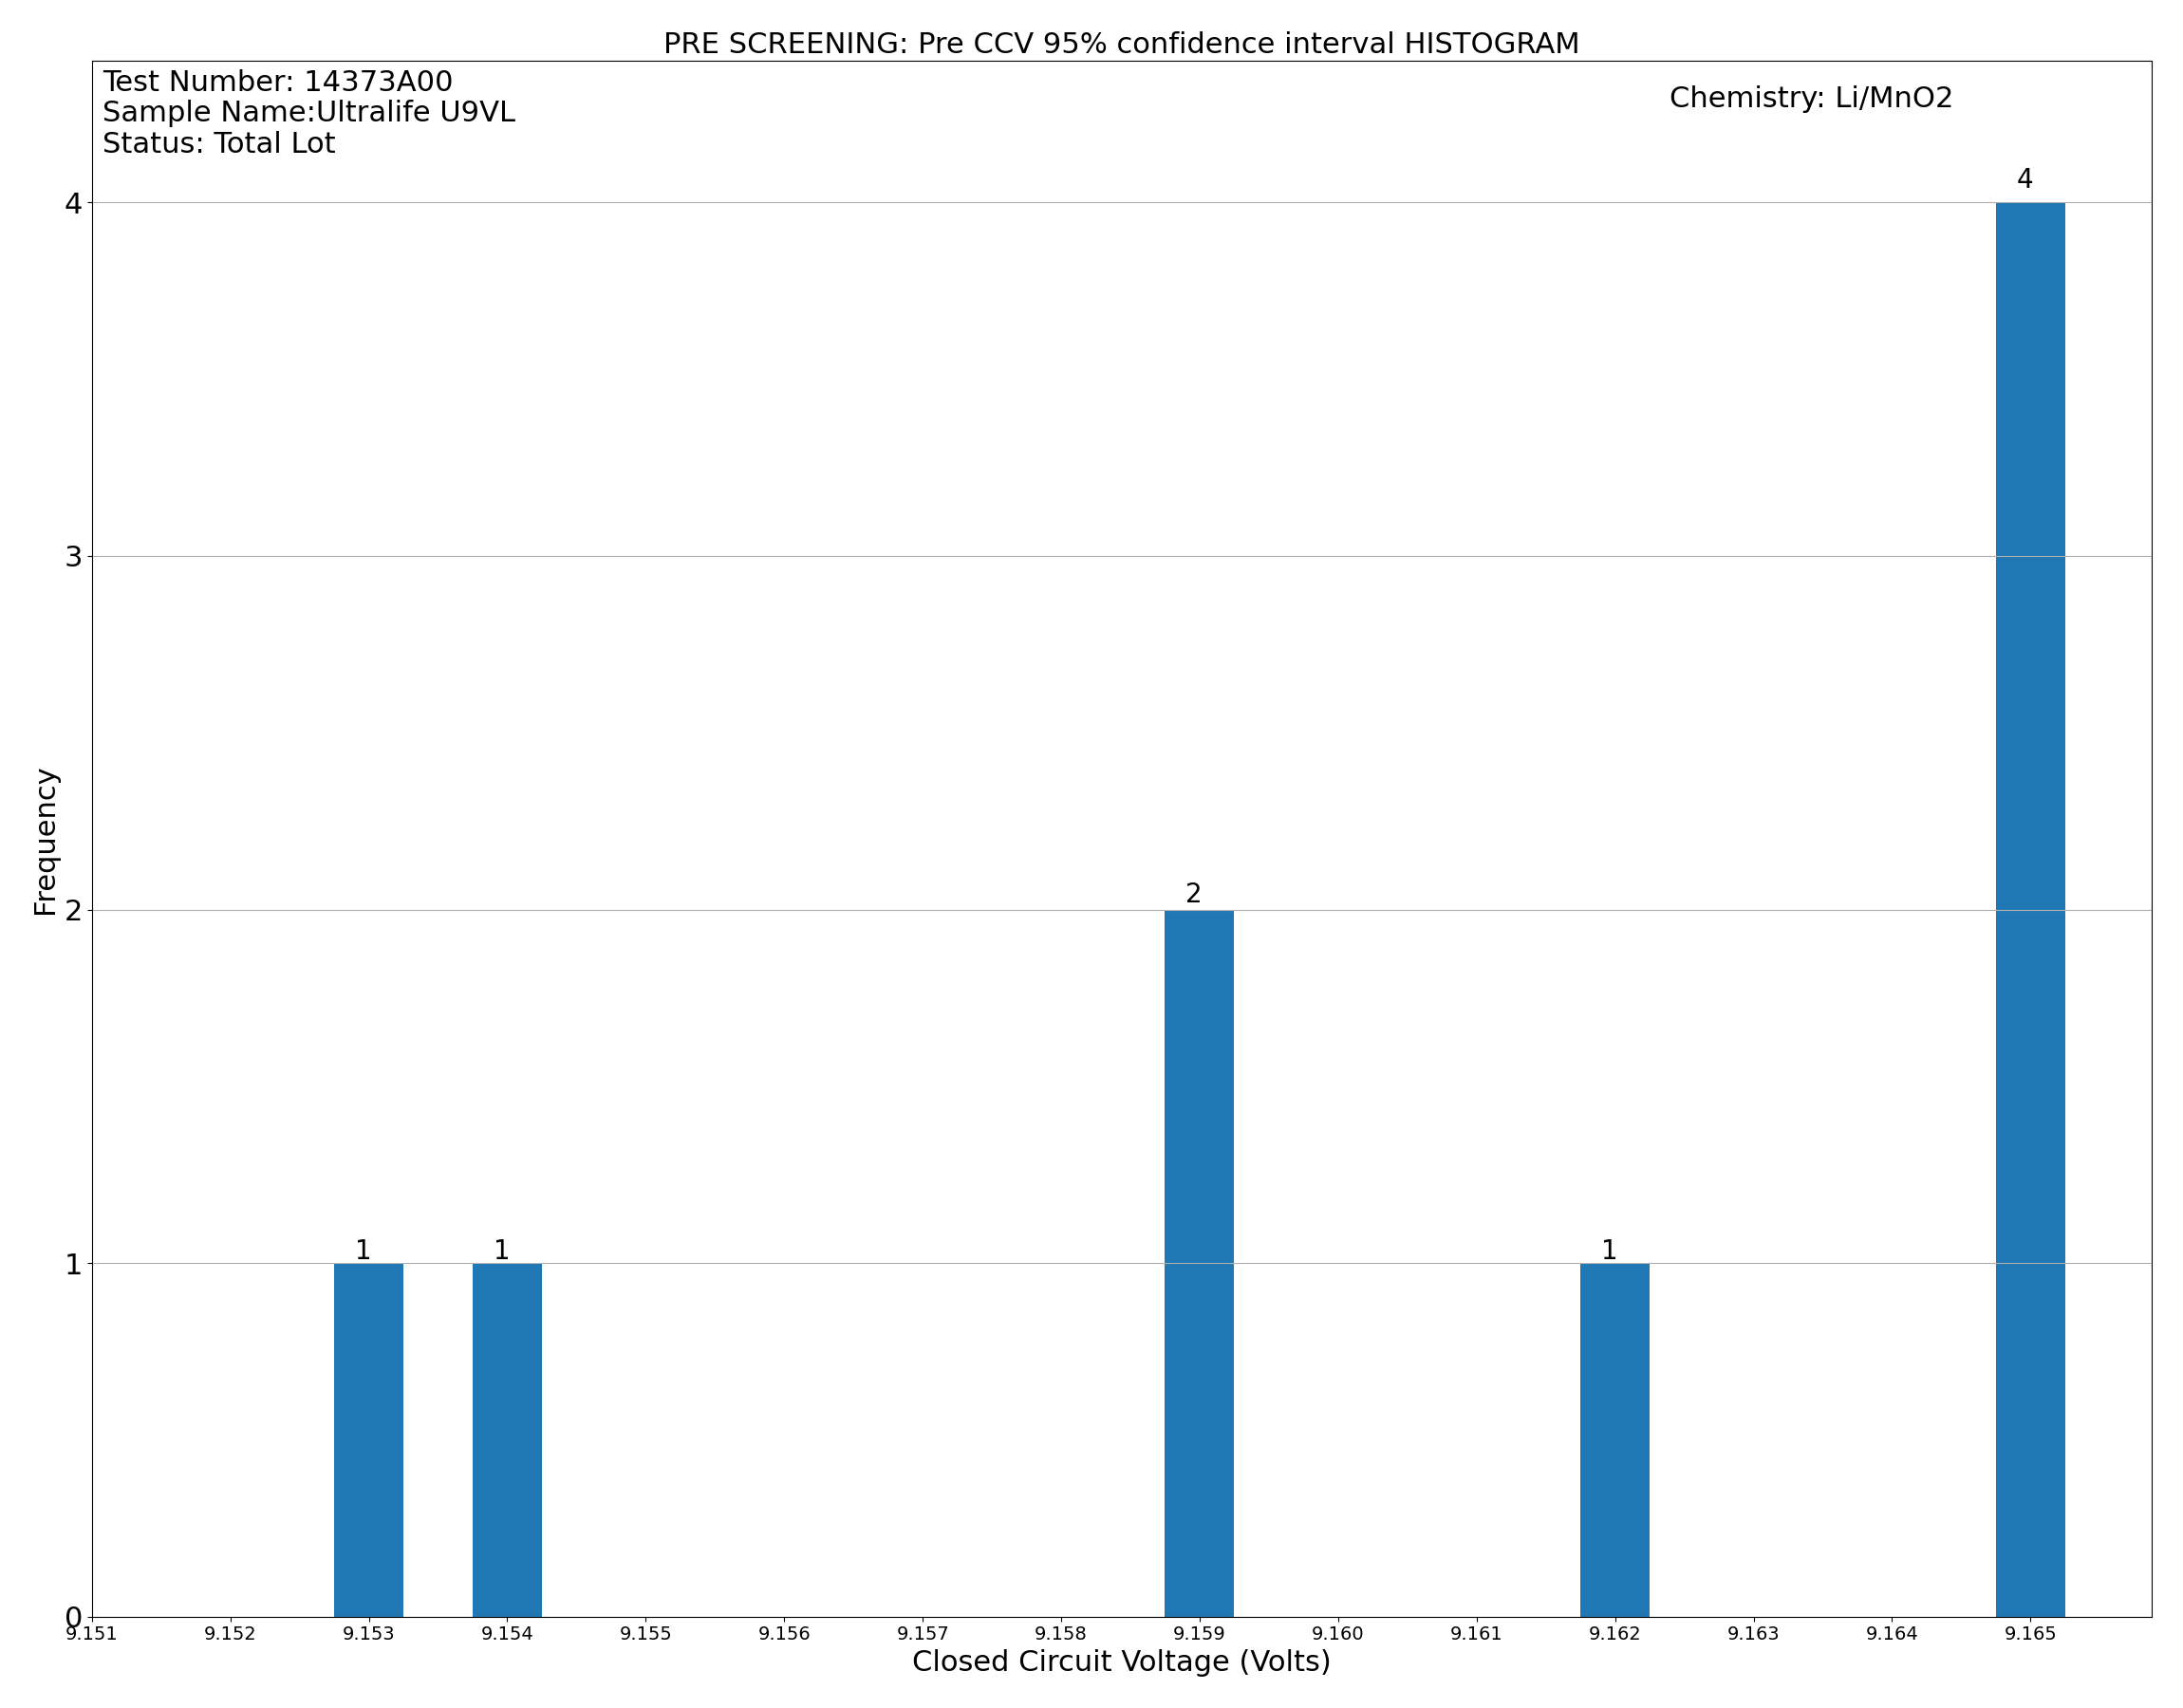 PRE SCREENING: Pre CCV 95% confidence interval HISTOGRAM
Test Number: 14373A00
Sample Name:Ultralife U9VL
Status: Total Lot
Chemistry: Li/MnO2
4
4
3
2
2
1
1
1
1
0
Frequency
9.151 9.152 9.153 9.154 9.155 9.156 9.157 9.158 9.159 9.160 9.161 9.162 9.163 9.164 9.165
Closed Circuit Voltage (Volts)